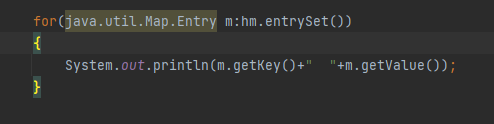 for(java.util.Map.Entry m:hm.entrySet())
{
    System.out.println(m.getKey()+"  "+m.getValue());
}